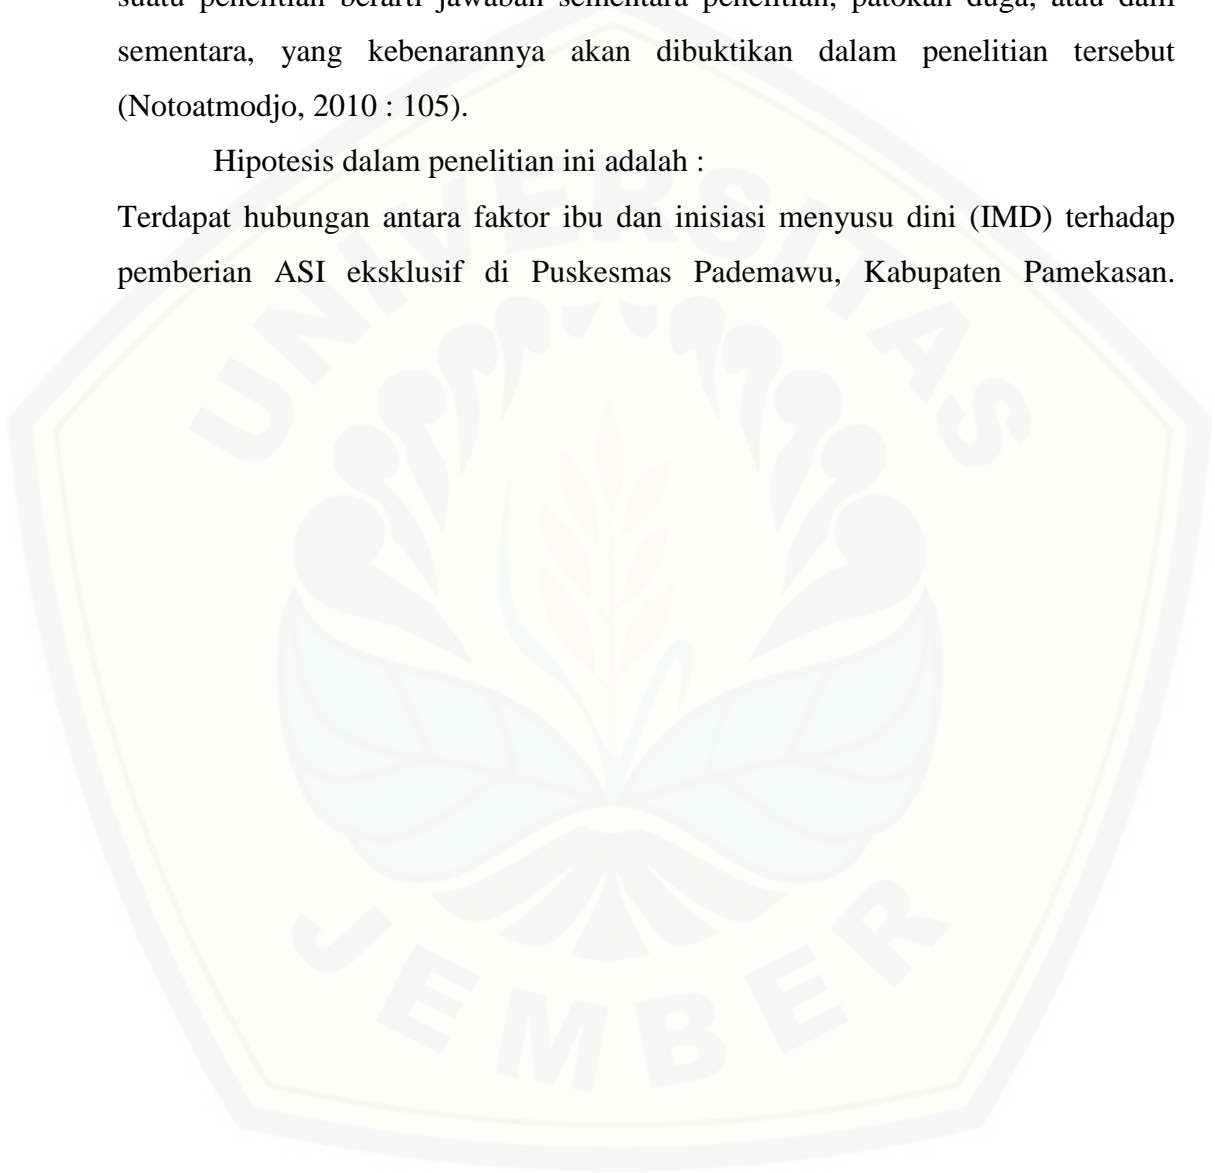 suatu penelitian berarti jawaban sementara penelitian, patokan duga, atau dalil
sementara, yang kebenarannya akan dibuktikan dalam penelitian tersebut
(Notoatmodjo, 2010 : 105).
Hipotesis dalam penelitian ini adalah :
Terdapat hubungan antara faktor ibu dan inisiasi menyusu dini (IMD) terhadap
pemberian ASI eksklusif di Puskesmas Pademawu, Kabupaten Pamekasan.
UNIVERSITAS
JEMBER